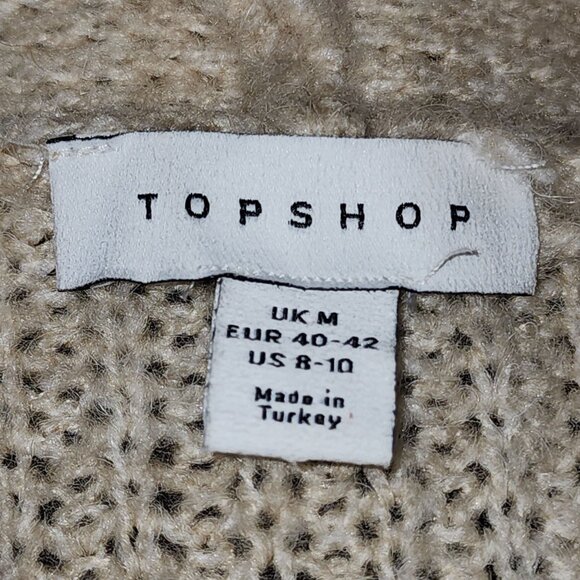 TOPSHOP
UK M
EUR 40-42
US 8-10
Made in
Turkey